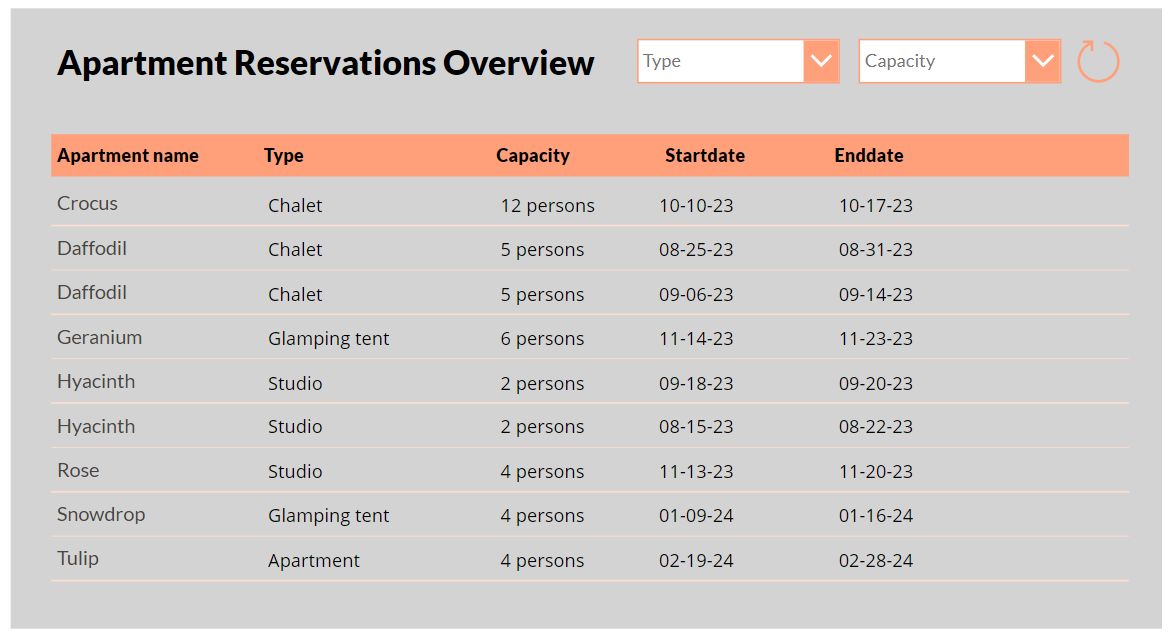 Apartment Reservations Overview Type Capacity
Apartment name Type Capacity Startdate Enddate
Crocus Chalet 12 persons 10-10-23 10-17-23
Daffodil Chalet 5 persons 08-25-23 08-31-23
Daffodil Chalet 5 persons 09-06-23 09-14-23
Geranium Glamping tent 6 persons 11-14-23 11-23-23
Hyacinth Studio 2 persons 09-18-23 09-20-23
Hyacinth Studio 2 persons 08-15-23 08-22-23
Rose Studio 4 persons 11-13-23 11-20-23
Snowdrop Glamping tent 4 persons 01-09-24 01-16-24
Tulip Apartment 4 persons 02-19-24 02-28-24